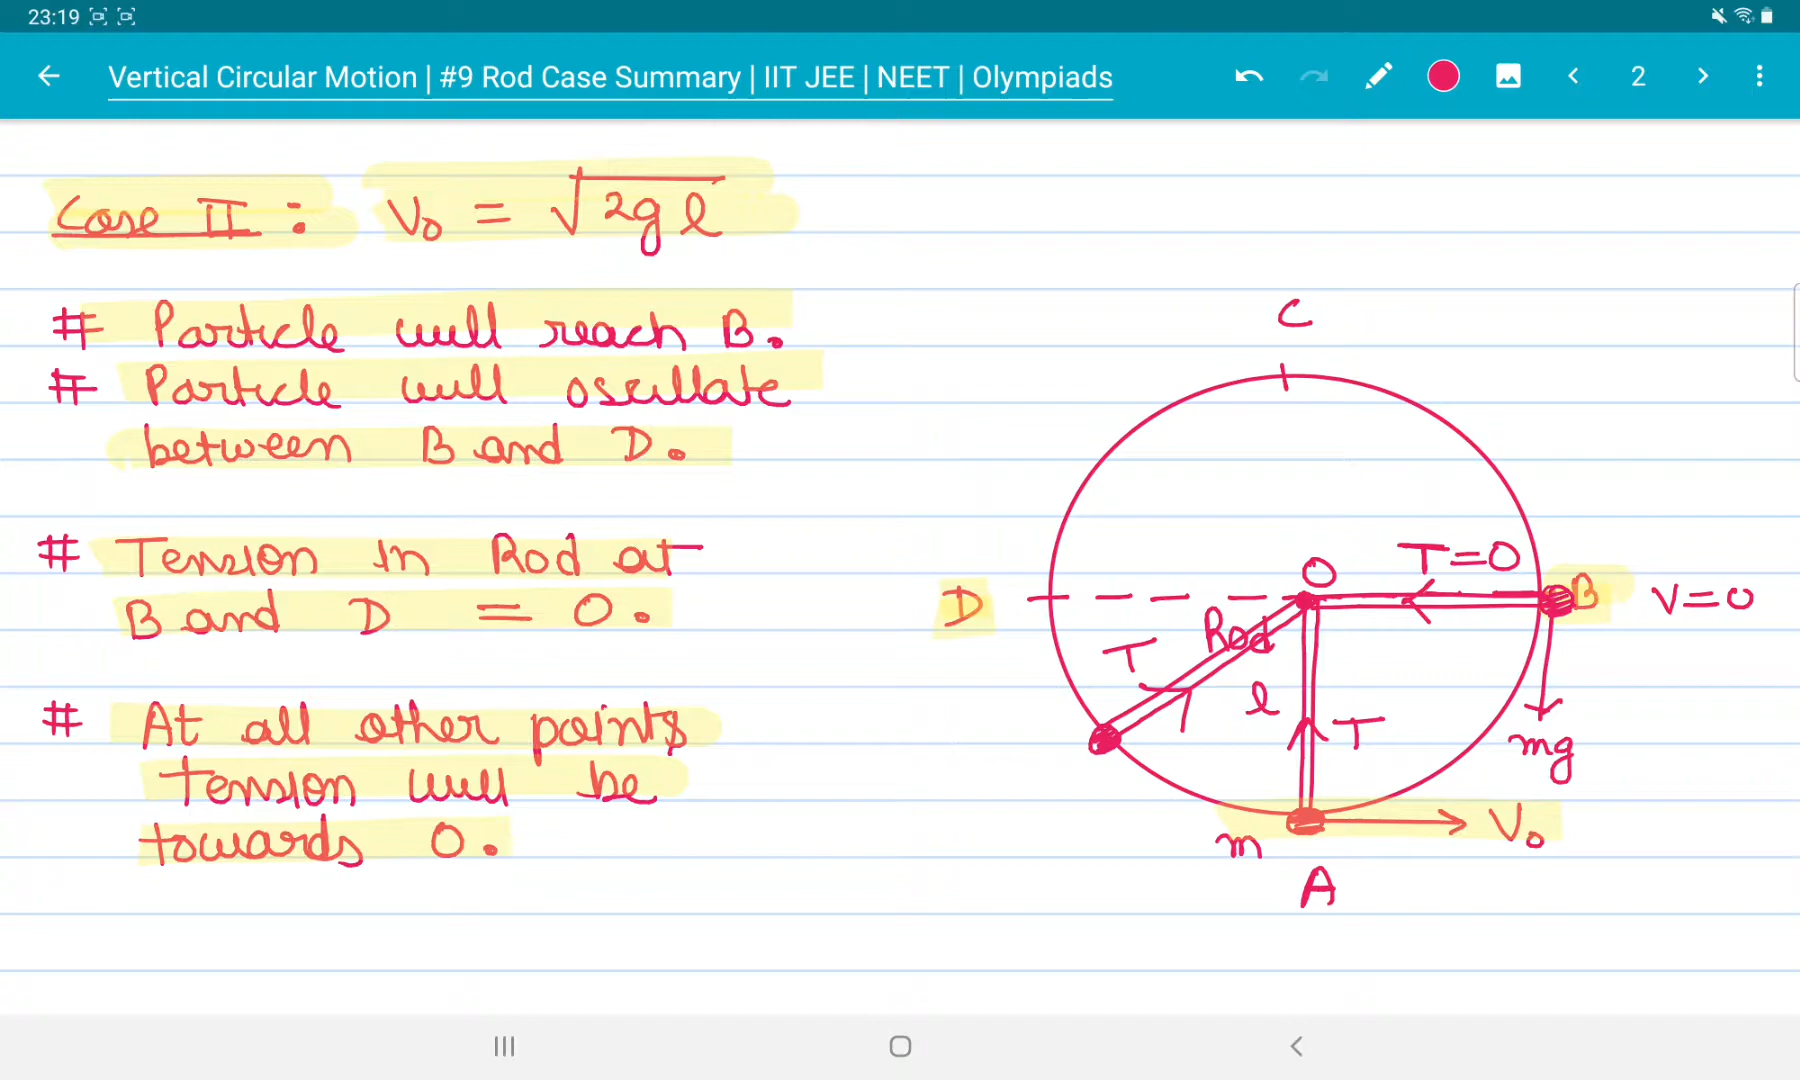 23:19
Vertical Circular Motion | #9 Rod Case Summary | IIT JEE | NEET | Olympiads
2
Case II : V₀ = √2gl
# Particle will reach B.
# Particle will oscillate
between B and D.
# Tension in Rod at
B and D = 0.
# At all other points
tension will be
towards O.
C
O
T=0
D
B
V=0
Rod
T
l
T
mg
m
V₀
A